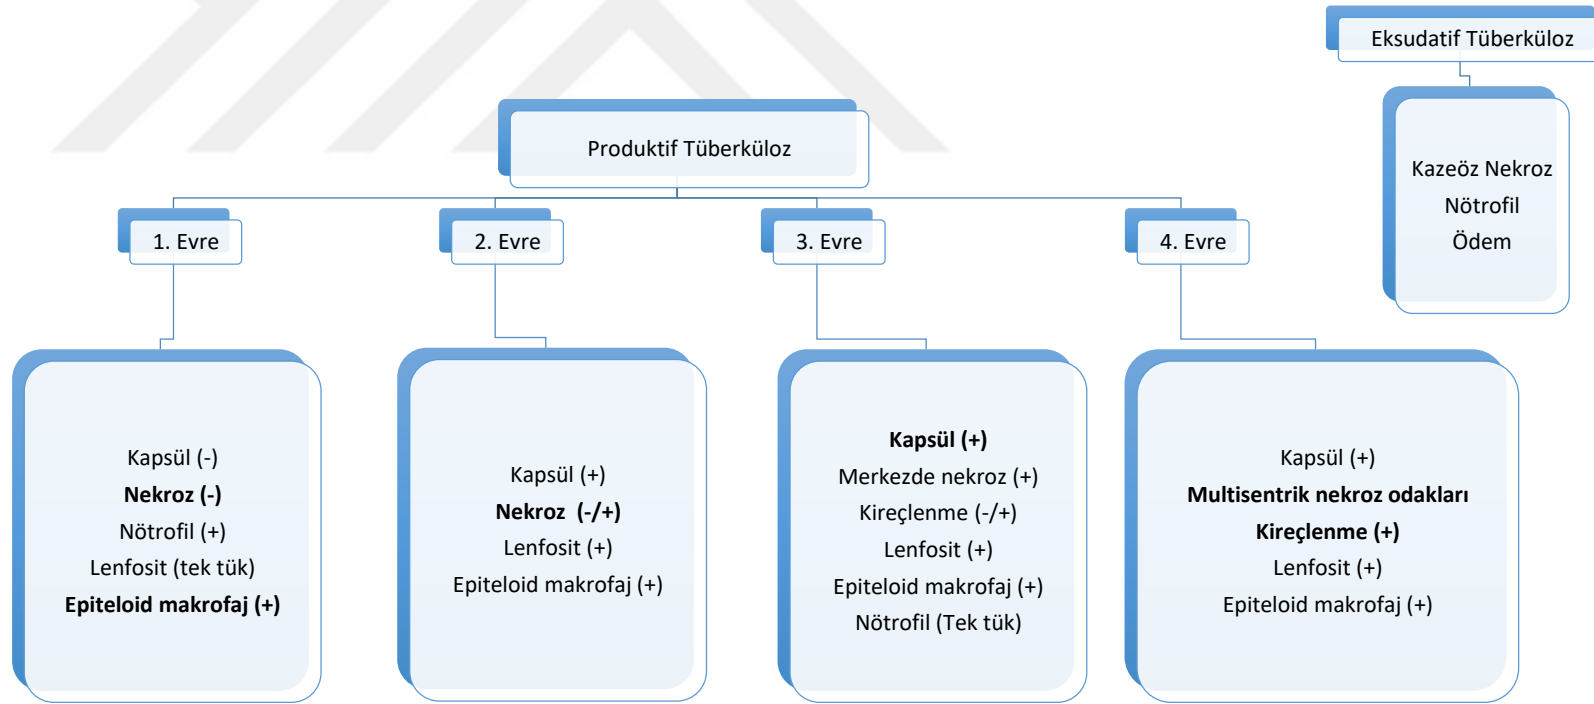 Eksudatif Tüberküloz
Kazeöz Nekroz
Nötrofil
Ödem
Produktif Tüberküloz
1. Evre
2. Evre
3. Evre
4. Evre
Kapsül (-)
Nekroz (-)
Nötrofil (+)
Lenfosit (tek tük)
Epiteloid makrofaj (+)
Kapsül (+)
Nekroz (-/+)
Lenfosit (+)
Epiteloid makrofaj (+)
Kapsül (+)
Merkezde nekroz (+)
Kireçlenme (-/+)
Lenfosit (+)
Epiteloid makrofaj (+)
Nötrofil (Tek tük)
Kapsül (+)
Multisentrik nekroz odakları
Kireçlenme (+)
Lenfosit (+)
Epiteloid makrofaj (+)